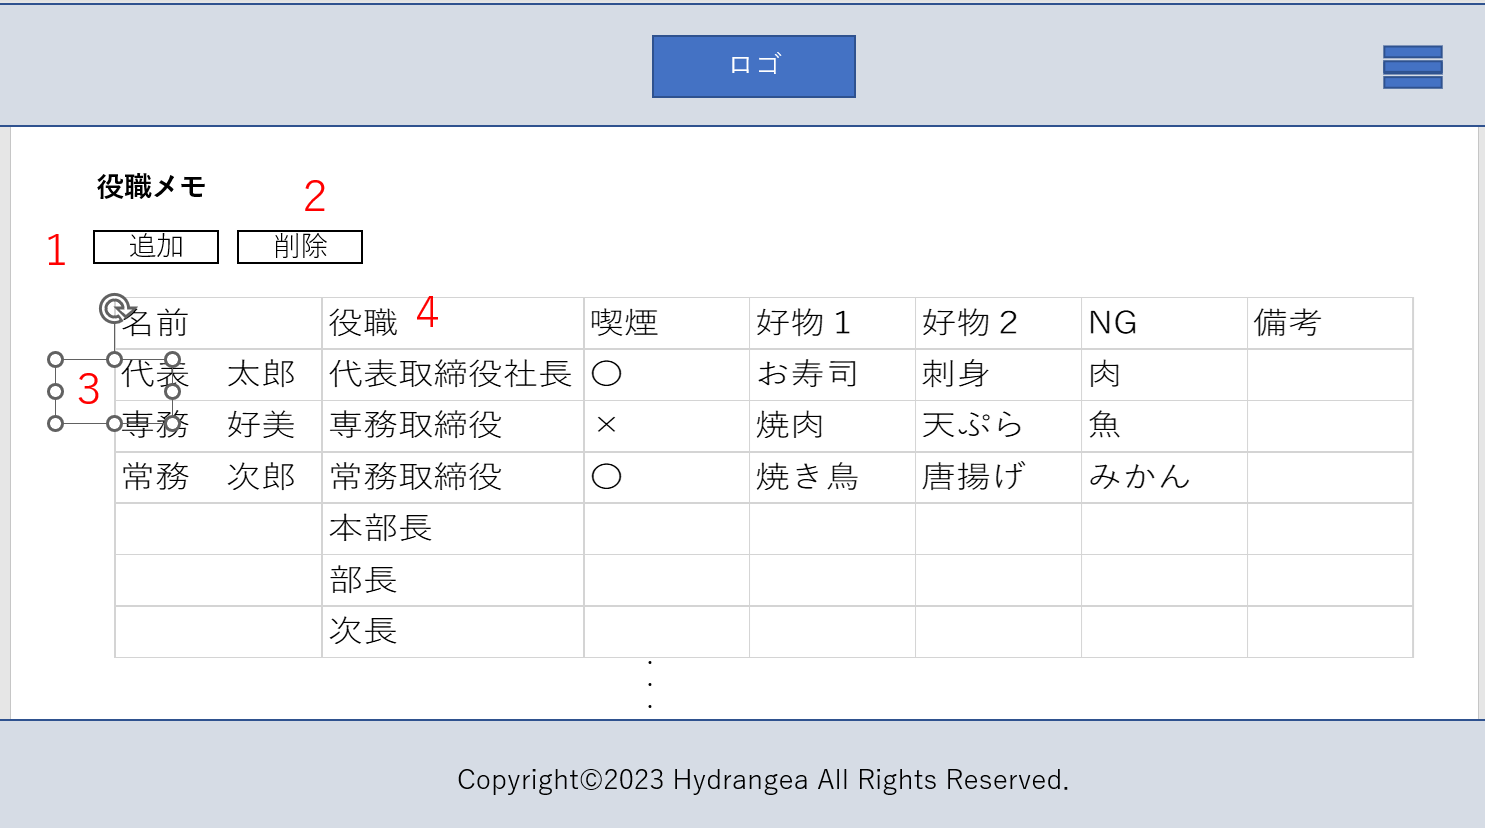 ロゴ
役職メモ
2
1 追加 削除
名前 役職 4 喫煙 好物１ 好物２ NG 備考
代表　太郎 代表取締役社長 〇 お寿司 刺身 肉
3
専務　好美 専務取締役 × 焼肉 天ぷら 魚
常務　次郎 常務取締役 〇 焼き鳥 唐揚げ みかん
本部長
部長
次長
・
・
・
Copyright©2023 Hydrangea All Rights Reserved.